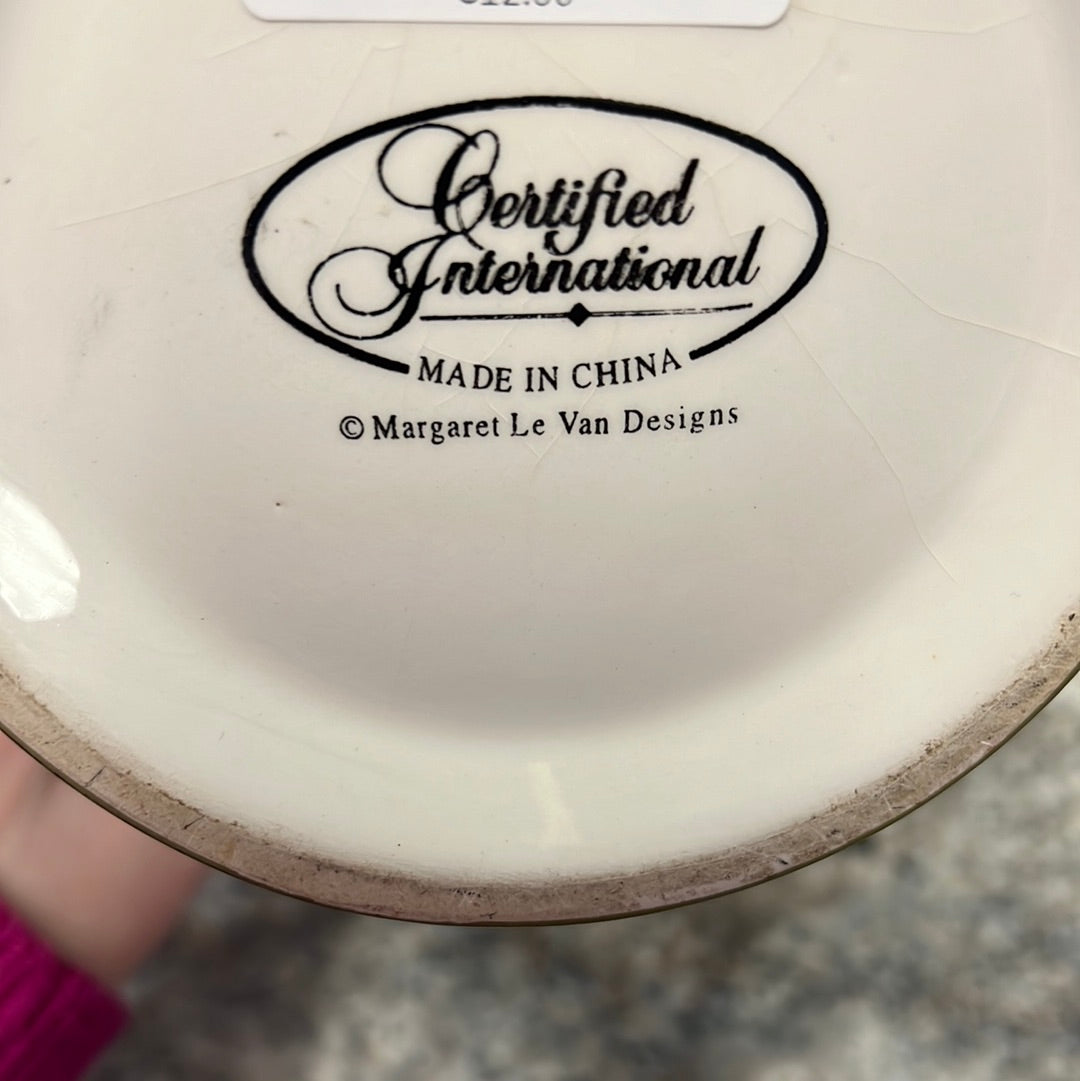 Certified
International
MADE IN CHINA
© Margaret Le Van Designs